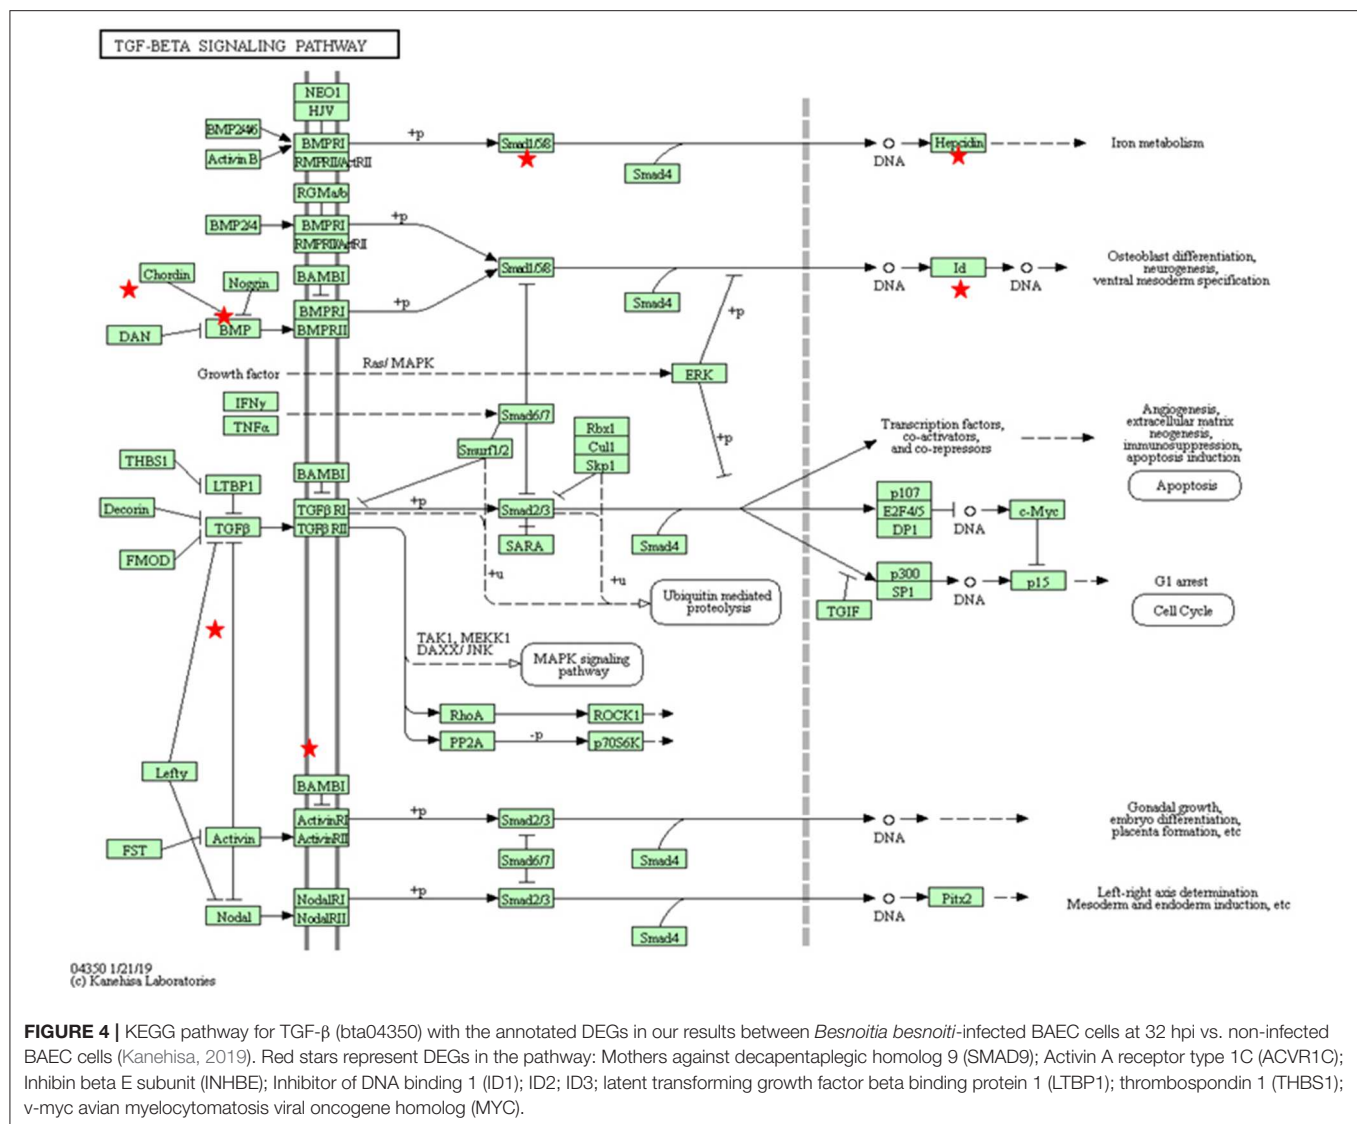 TGF-BETA SIGNALING PATHWAY
NEO1
HJV
BMP2/4/6
Activin B
BMPRI
RMPRII/ActRII
+p
Smad1/5/8
Smad4
DNA
Hepcidin
Iron metabolism
RGMa/b
BMP2/4
BMPRI
RMPRII/ActRII
+p
Smad1/5/8
Smad4
DNA
Id
DNA
Osteoblast differentiation,
neurogenesis,
ventral mesoderm specification
Chordin
Noggin
BAMBI
DAN
BMP
BMPRI
BMPRII
+p
+p
Growth factor
Ras/ MAPK
ERK
+p
IFNγ
TNFα
Smad6/7
Smurf1/2
Rbx1
Cul1
Skp1
Transcription factors,
co-activators,
and co-repressors
Angiogenesis,
extracellular matrix
neogenesis,
immunosuppression,
apoptosis induction
Apoptosis
THBS1
LTBP1
BAMBI
Decorin
TGFβ
FMOD
TGFβ RI
TGFβ RII
+p
Smad2/3
SARA
Smad4
+u
+u
Ubiquitin mediated
proteolysis
p107
E2F4/5
DP1
DNA
c-Myc
p300
SP1
DNA
p15
TGIF
G1 arrest
Cell Cycle
TAK1, MEKK1
DAXX/ JNK
MAPK signaling
pathway
RhoA
ROCK1
PP2A
-p
p70S6K
Lefty
BAMBI
FST
Activin
ActivinRI
ActivinRII
+p
Smad2/3
Smad4
DNA
Gonadal growth,
embryo differentiation,
placenta formation, etc
Smad6/7
Nodal
NodalRI
NodalRII
+p
Smad2/3
Smad4
DNA
Pitx2
Left-right axis determination
Mesoderm and endoderm induction, etc
04350 1/21/19
(c) Kanehisa Laboratories
FIGURE 4 | KEGG pathway for TGF-β (bta04350) with the annotated DEGs in our results between Besnoitia besnoiti-infected BAEC cells at 32 hpi vs. non-infected
BAEC cells (Kanehisa, 2019). Red stars represent DEGs in the pathway: Mothers against decapentaplegic homolog 9 (SMAD9); Activin A receptor type 1C (ACVR1C);
Inhibin beta E subunit (INHBE); Inhibitor of DNA binding 1 (ID1); ID2; ID3; latent transforming growth factor beta binding protein 1 (LTBP1); thrombospondin 1 (THBS1);
v-myc avian myelocytomatosis viral oncogene homolog (MYC).